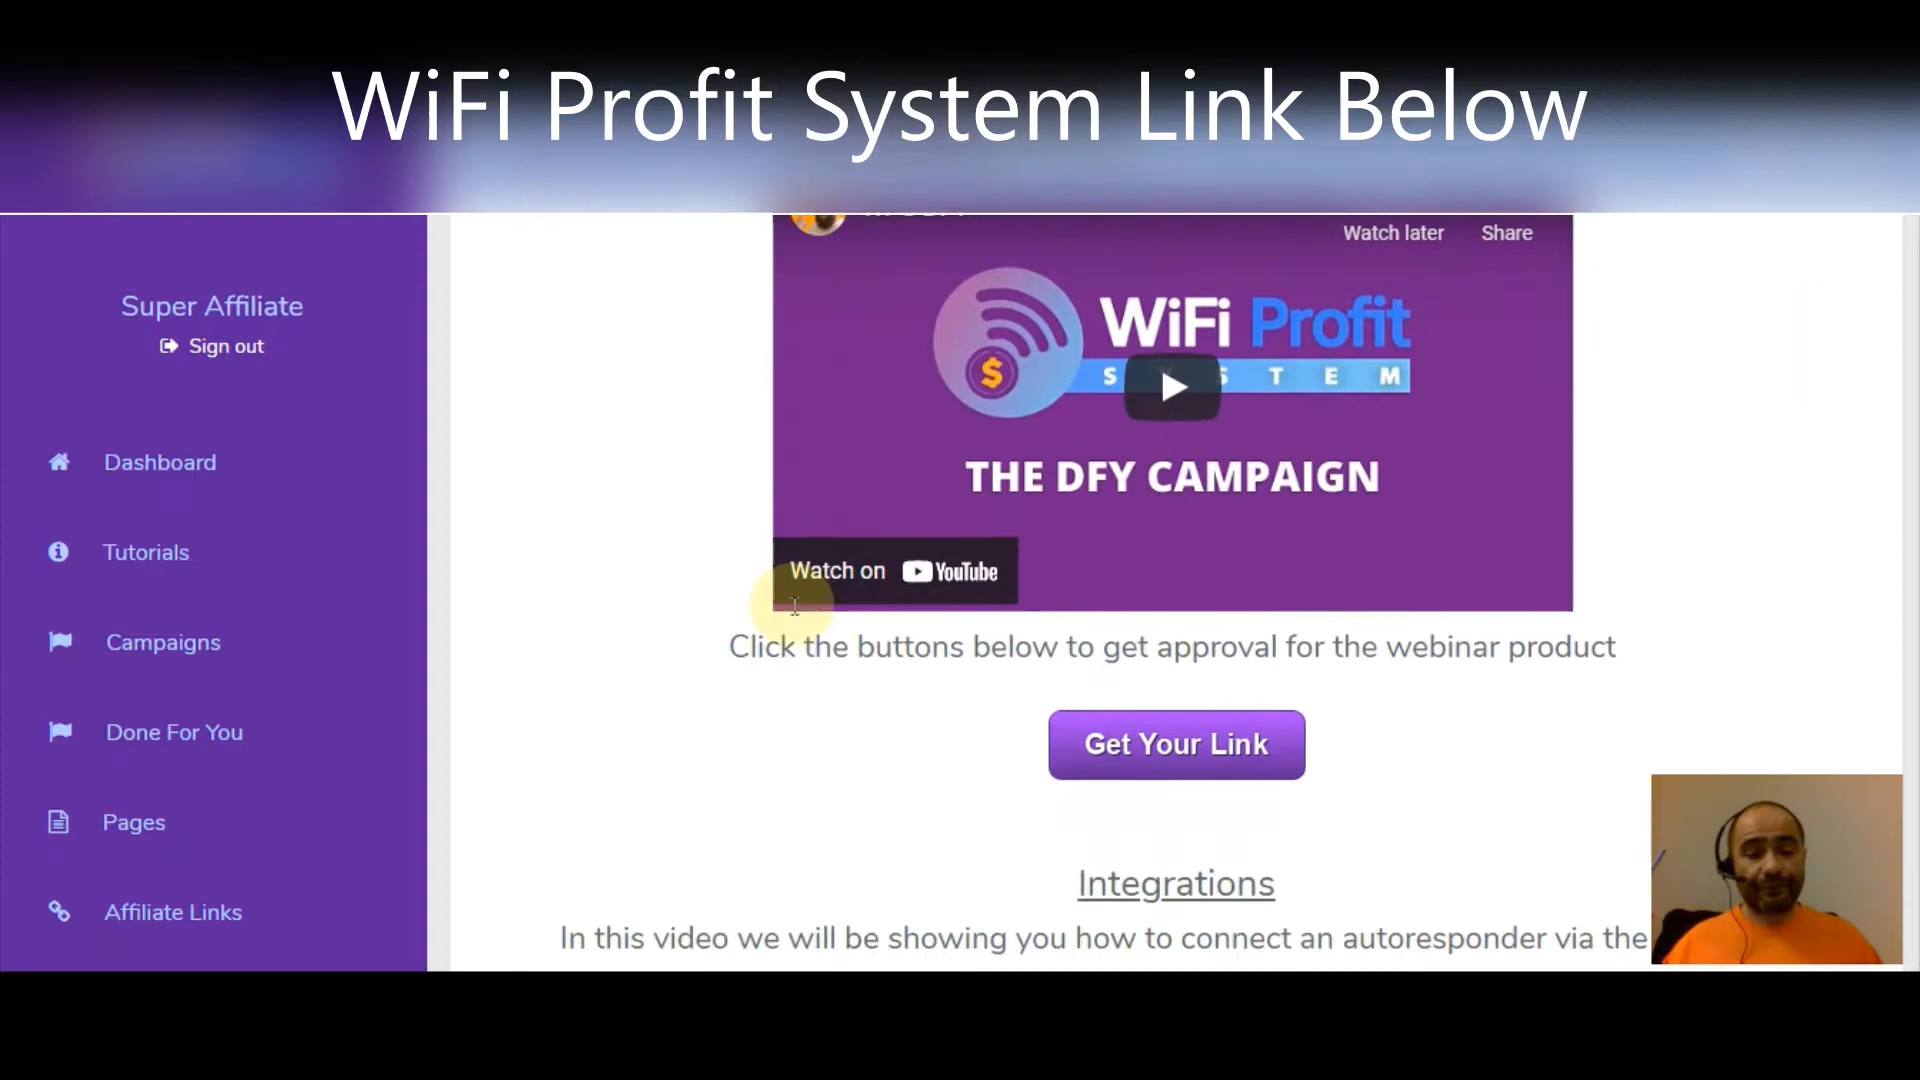 WiFi Profit System Link Below
Watch later
Share
Super Affiliate
Sign out
WiFi Profit
S
S T E M
THE DFY CAMPAIGN
Dashboard
Tutorials
Watch on YouTube
Campaigns
Click the buttons below to get approval for the webinar product
Done For You
Get Your Link
Pages
Integrations
Affiliate Links
In this video we will be showing you how to connect an autoresponder via the